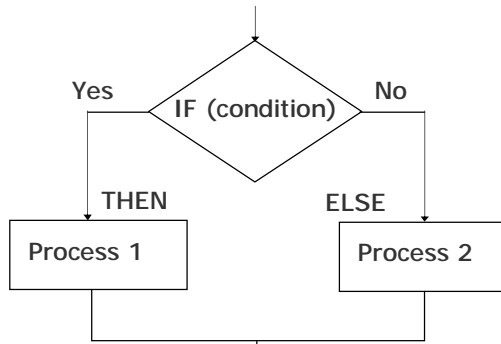 Yes
No
IF (condition)
THEN
ELSE
Process 1
Process 2